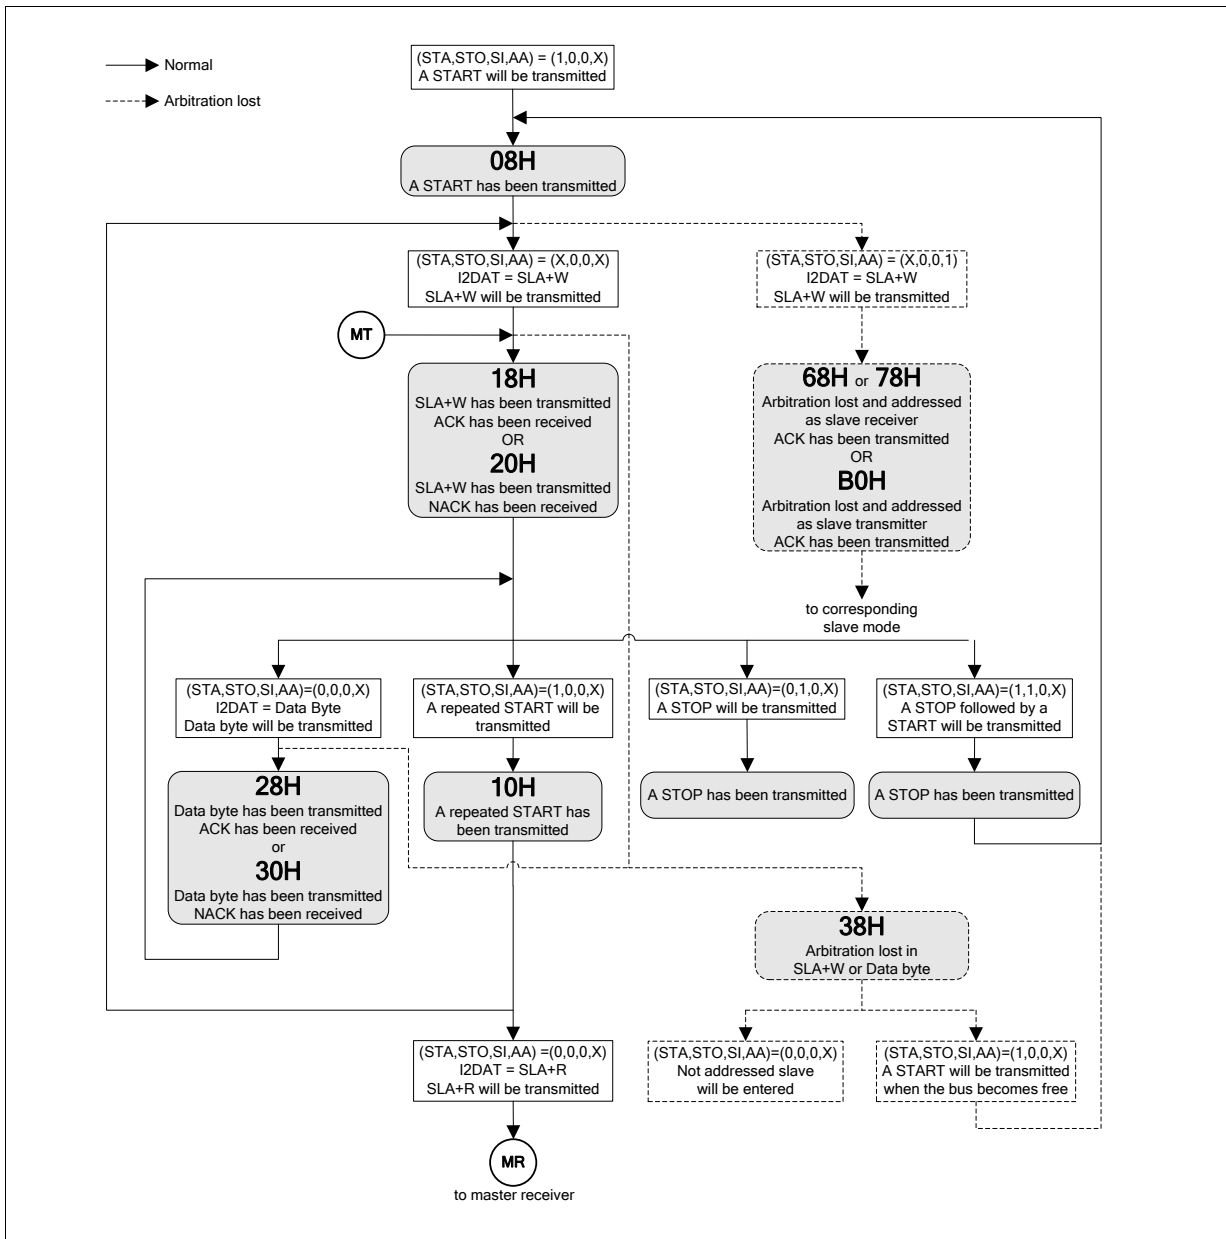 Normal
Arbitration lost
(STA,STO,SI,AA) = (1,0,0,X)
A START will be transmitted
08H
A START has been transmitted
(STA,STO,SI,AA) = (X,0,0,X)
I2DAT = SLA+W
SLA+W will be transmitted
(STA,STO,SI,AA) = (X,0,0,1)
I2DAT = SLA+W
SLA+W will be transmitted
MT
18H
SLA+W has been transmitted
ACK has been received
OR
20H
SLA+W has been transmitted
NACK has been received
68H or 78H
Arbitration lost and addressed
as slave receiver
ACK has been transmitted
OR
B0H
Arbitration lost and addressed
as slave transmitter
ACK has been transmitted
to corresponding
slave mode
(STA,STO,SI,AA)=(0,0,0,X)
I2DAT = Data Byte
Data byte will be transmitted
(STA,STO,SI,AA)=(1,0,0,X)
A repeated START will be
transmitted
(STA,STO,SI,AA)=(0,1,0,X)
A STOP will be transmitted
(STA,STO,SI,AA)=(1,1,0,X)
A STOP followed by a
START will be transmitted
28H
Data byte has been transmitted
ACK has been received
or
30H
Data byte has been transmitted
NACK has been received
10H
A repeated START has
been transmitted
A STOP has been transmitted
A STOP has been transmitted
38H
Arbitration lost in
SLA+W or Data byte
(STA,STO,SI,AA) =(0,0,0,X)
I2DAT = SLA+R
SLA+R will be transmitted
(STA,STO,SI,AA)=(0,0,0,X)
Not addressed slave
will be entered
(STA,STO,SI,AA)=(1,0,0,X)
A START will be transmitted
when the bus becomes free
MR
to master receiver